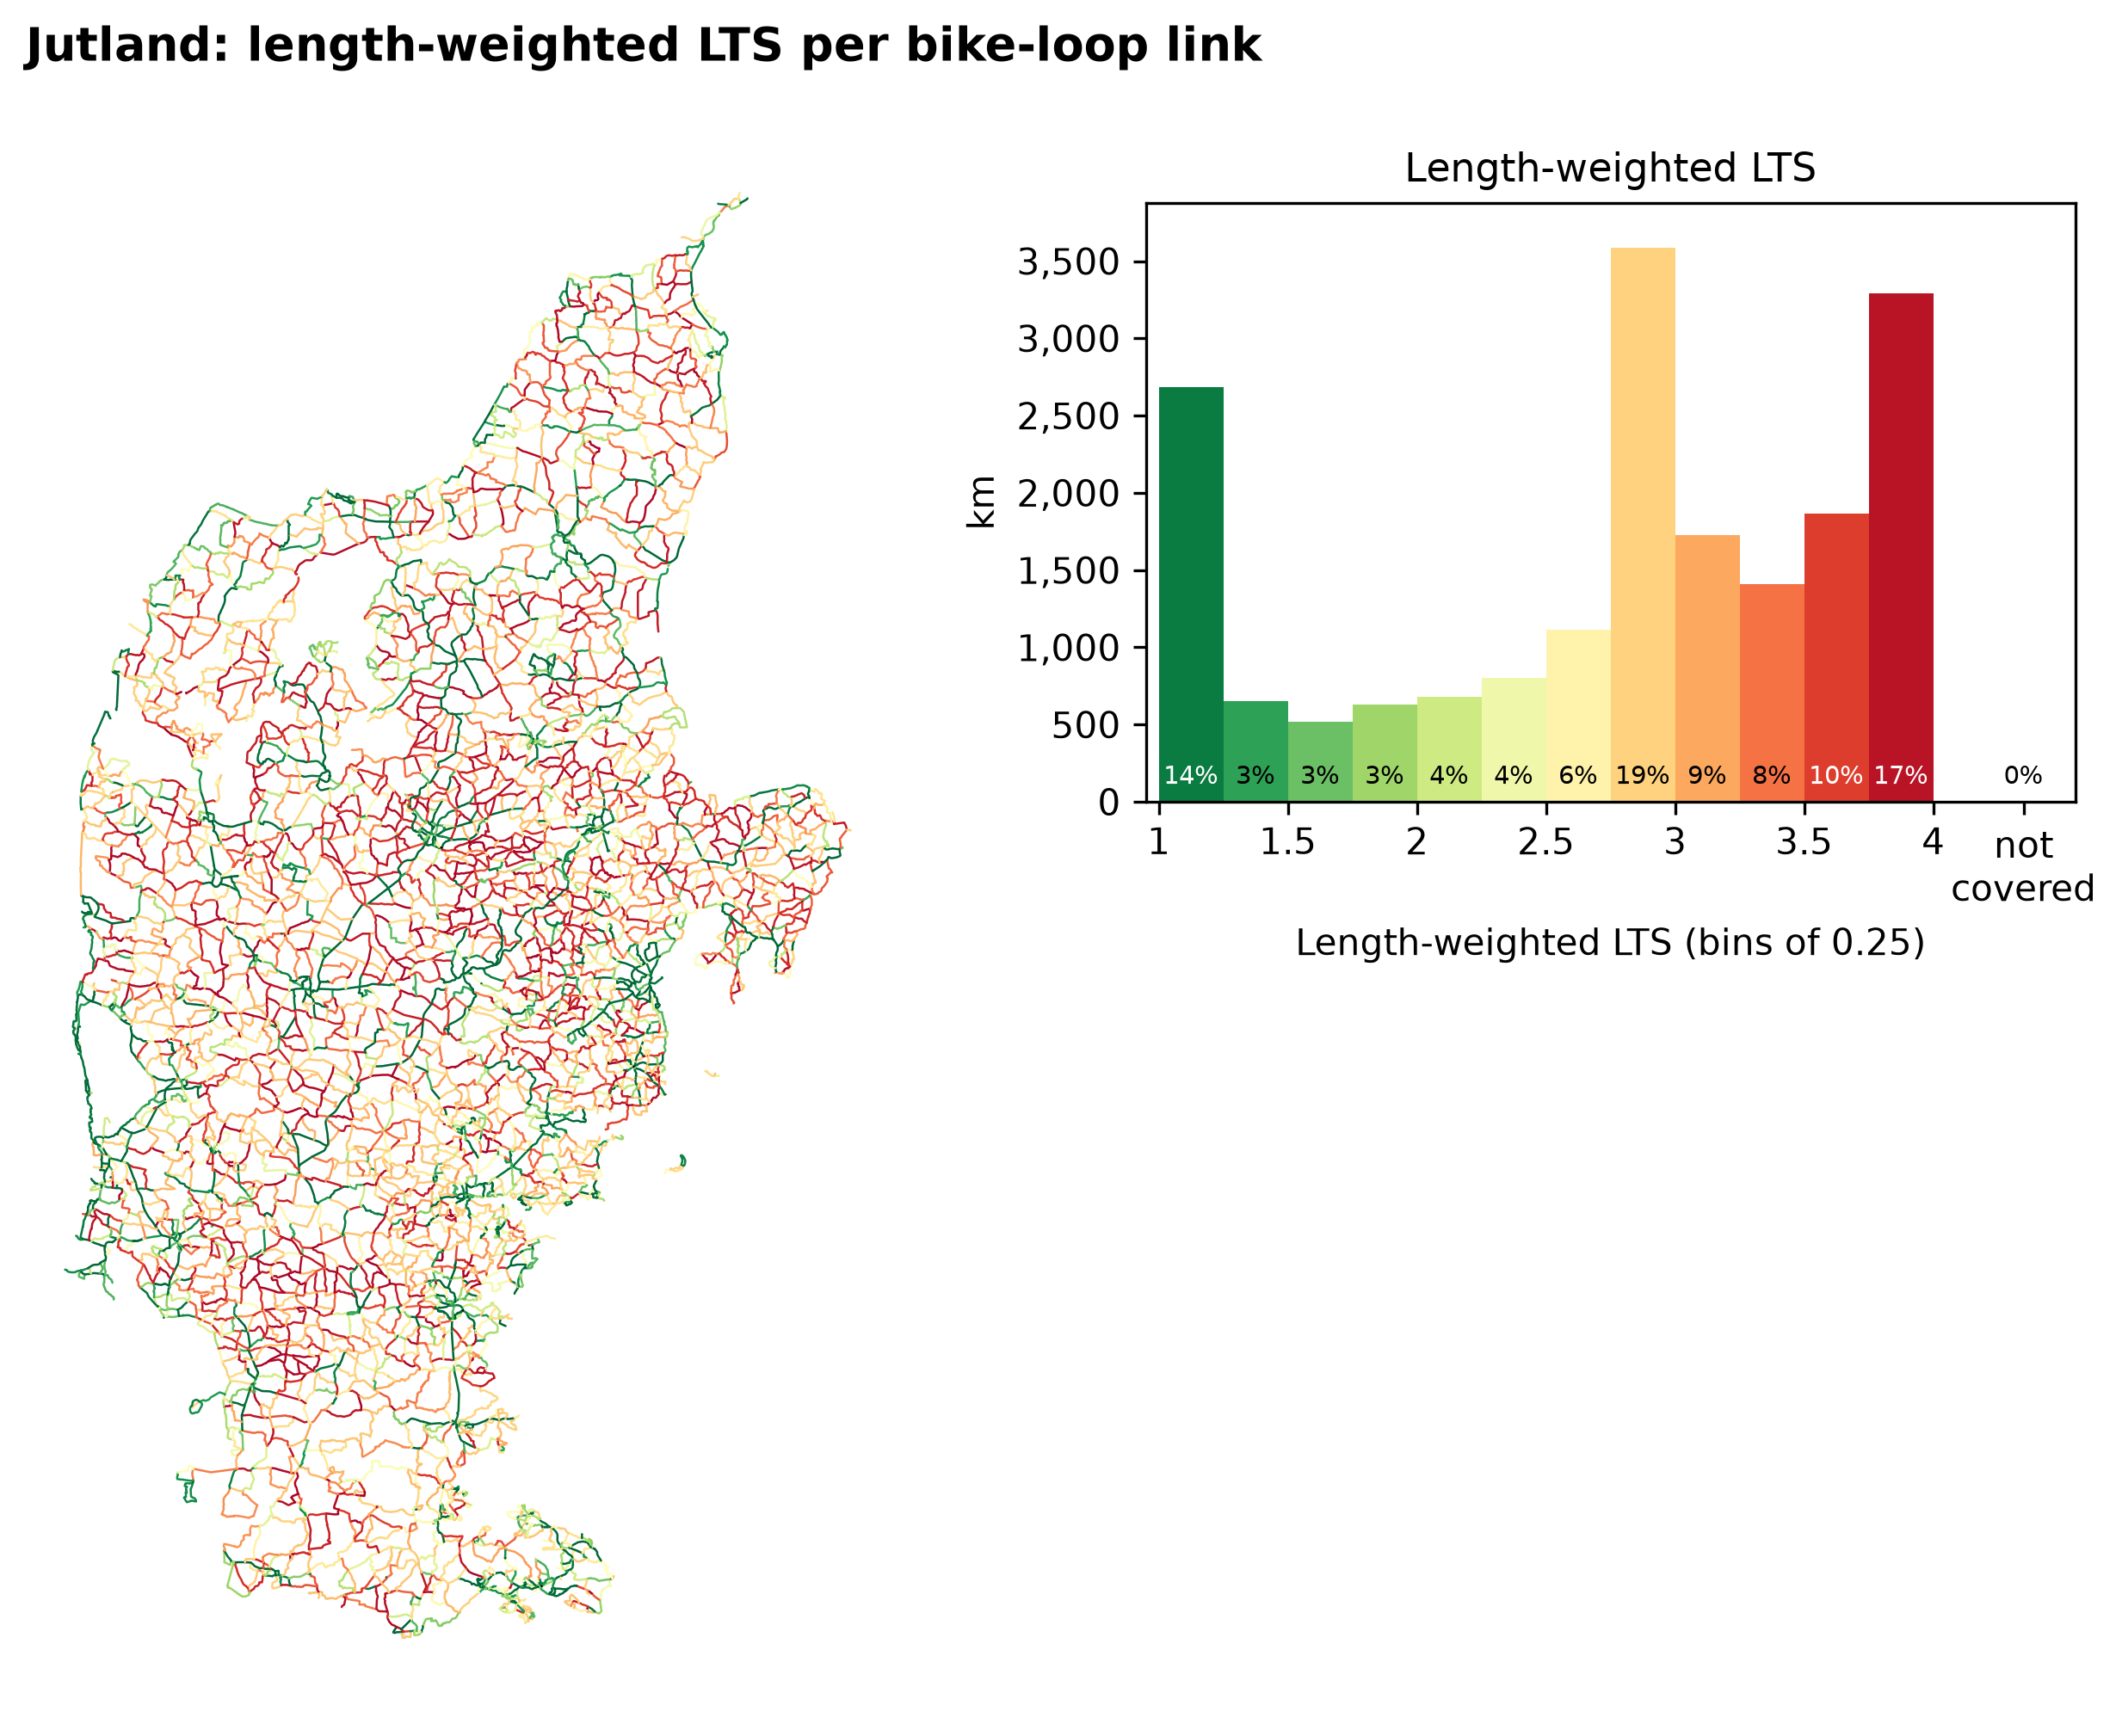 Jutland: length-weighted LTS per bike-loop link
Length-weighted LTS
km
3,500
3,000
2,500
2,000
1,500
1,000
500
0
14% 3% 3% 3% 4% 4% 6% 19% 9% 8% 10% 17% 0%
1 1.5 2 2.5 3 3.5 4 not
covered
Length-weighted LTS (bins of 0.25)